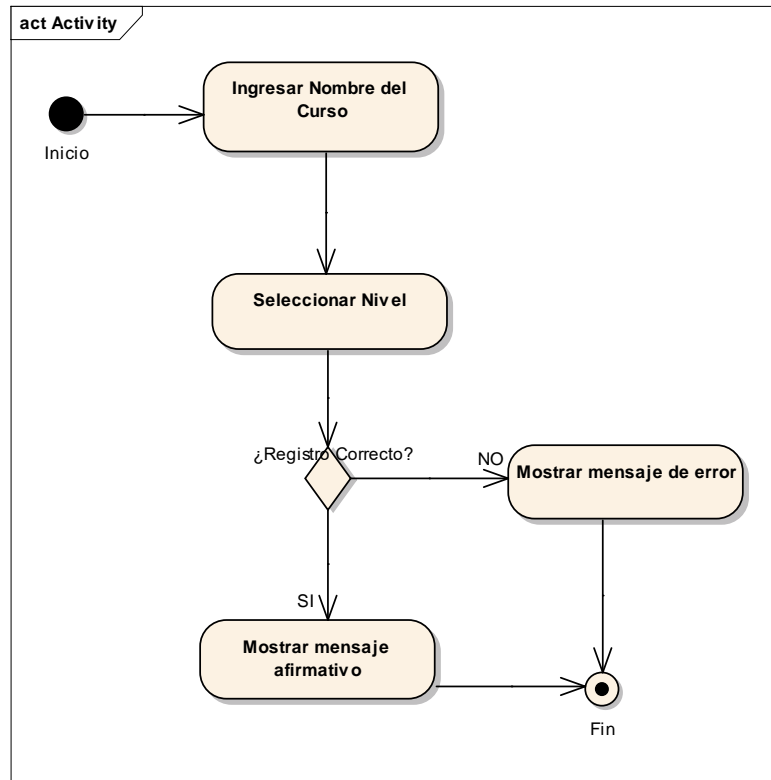 act Activity
Ingresar Nombre del
Curso
Inicio
Seleccionar Nivel
¿Registro Correcto?
NO
Mostrar mensaje de error
SI
Mostrar mensaje
afirmativo
Fin